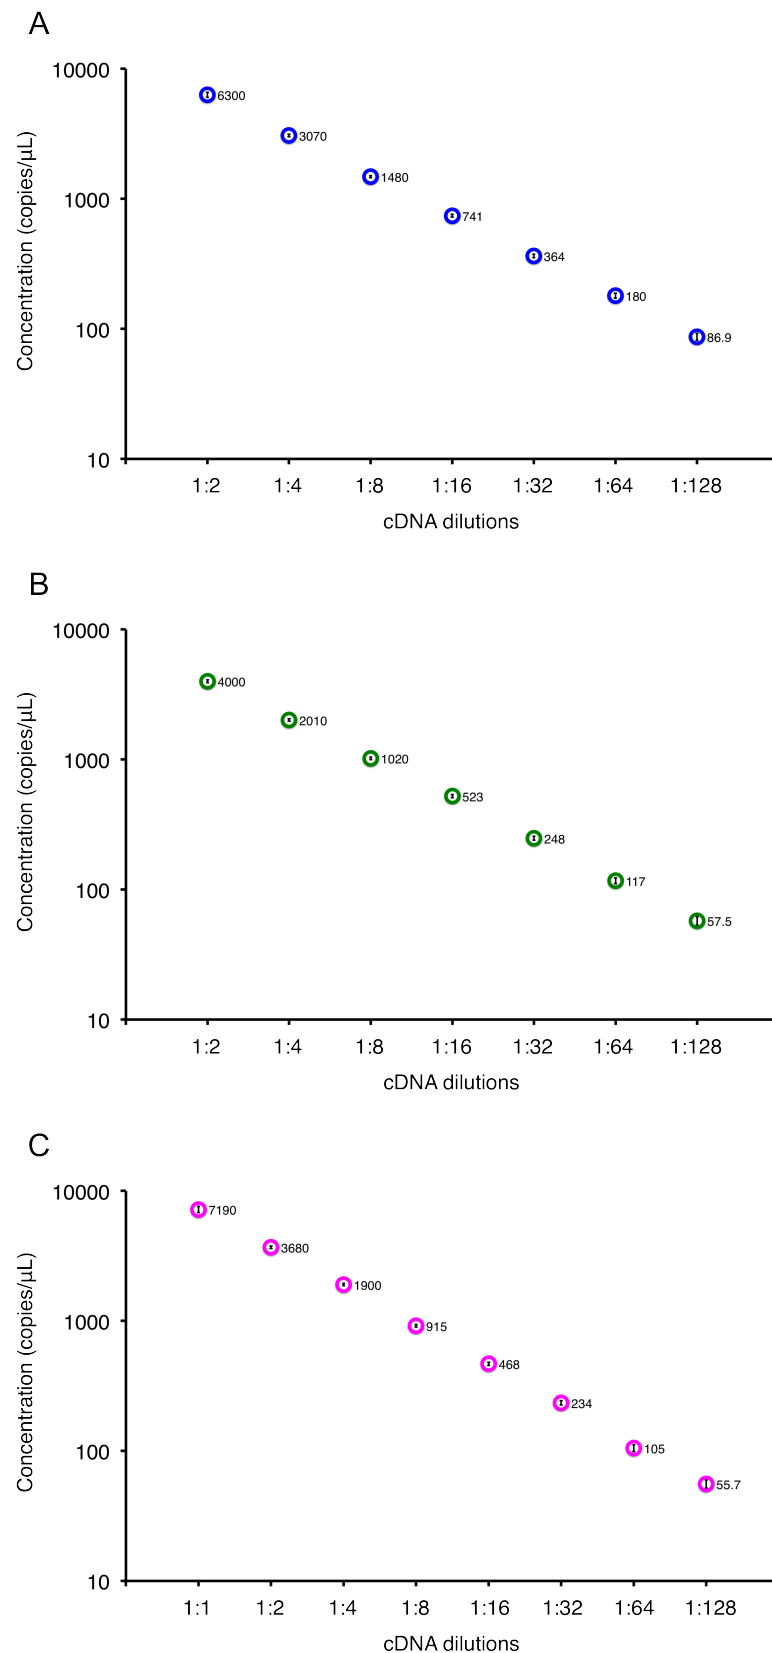 A
10000
1000
100
10
Concentration (copies/µL)
6300
3070
1480
741
364
180
86.9
1:2 1:4 1:8 1:16 1:32 1:64 1:128
cDNA dilutions
B
10000
1000
100
10
Concentration (copies/µL)
4000
2010
1020
523
248
117
57.5
1:2 1:4 1:8 1:16 1:32 1:64 1:128
cDNA dilutions
C
10000
1000
100
10
Concentration (copies/µL)
7190
3680
1900
915
468
234
105
55.7
1:1 1:2 1:4 1:8 1:16 1:32 1:64 1:128
cDNA dilutions